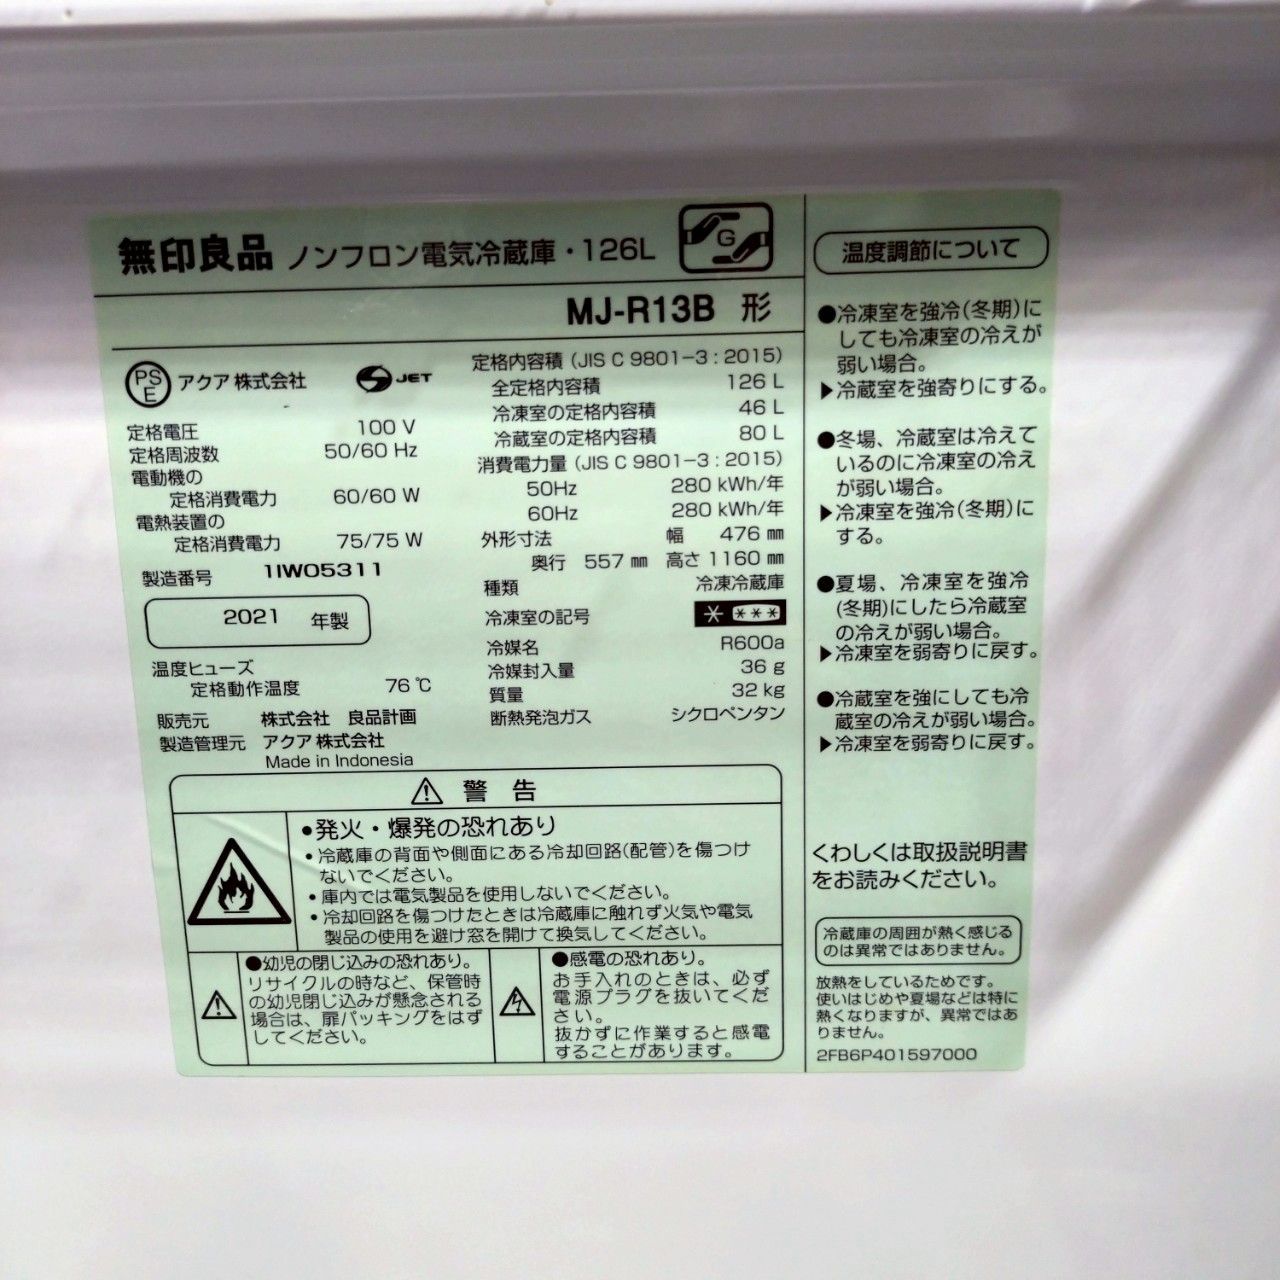 無印良品 ノンフロン電気冷蔵庫・126L G
MJ-R13B 形
PSE アクア株式会社 JET
定格電圧 100 V
定格周波数 50/60 Hz
電動機の
定格消費電力 60/60 W
電熱装置の
定格消費電力 75/75 W
製造番号 1IW05311
2021 年製
温度ヒューズ
定格動作温度 76 ℃
販売元 株式会社 良品計画
製造管理元 アクア株式会社
Made in Indonesia
定格内容積 (JIS C 9801-3 : 2015)
全定格内容積 126 L
冷凍室の定格内容積 46 L
冷蔵室の定格内容積 80 L
消費電力量 (JIS C 9801-3 : 2015)
50Hz 280 kWh/年
60Hz 280 kWh/年
外形寸法 幅 476 mm
奥行 557 mm 高さ 1160 mm
種類 冷凍冷蔵庫
冷凍室の記号 * ***
冷媒名 R600a
冷媒封入量 36 g
質量 32 kg
断熱発泡ガス シクロペンタン
⚠ 警告
•発火・爆発の恐れあり
・冷蔵庫の背面や側面にある冷却回路(配管)を傷つけ
ないでください。
・庫内では電気製品を使用しないでください。
・冷却回路を傷つけたときは冷蔵庫に触れず火気や電気
製品の使用を避け窓を開けて換気してください。
●幼児の閉じ込みの恐れあり。
リサイクルの時など、保管時
の幼児閉じ込みが懸念される
場合は、扉パッキングをはず
してください。
●感電の恐れあり。
お手入れのときは、必ず
電源プラグを抜いてくだ
さい。
抜かずに作業すると感電
することがあります。
温度調節について
●冷凍室を強冷(冬期)に
しても冷凍室の冷えが
弱い場合。
▶冷蔵室を強寄りにする。
●冬場、冷蔵室は冷えて
いるのに冷凍室の冷え
が弱い場合。
▶冷凍室を強冷(冬期)に
する。
●夏場、冷凍室を強冷
(冬期)にしたら冷蔵室
の冷えが弱い場合。
▶冷凍室を弱寄りに戻す。
●冷蔵室を強にしても冷
蔵室の冷えが弱い場合。
▶冷凍室を弱寄りに戻す。
くわしくは取扱説明書
をお読みください。
冷蔵庫の周囲が熱く感じる
のは異常ではありません。
放熱をしているためです。
使いはじめや夏場などは特に
熱くなりますが、異常ではあ
りません。
2FB6P401597000